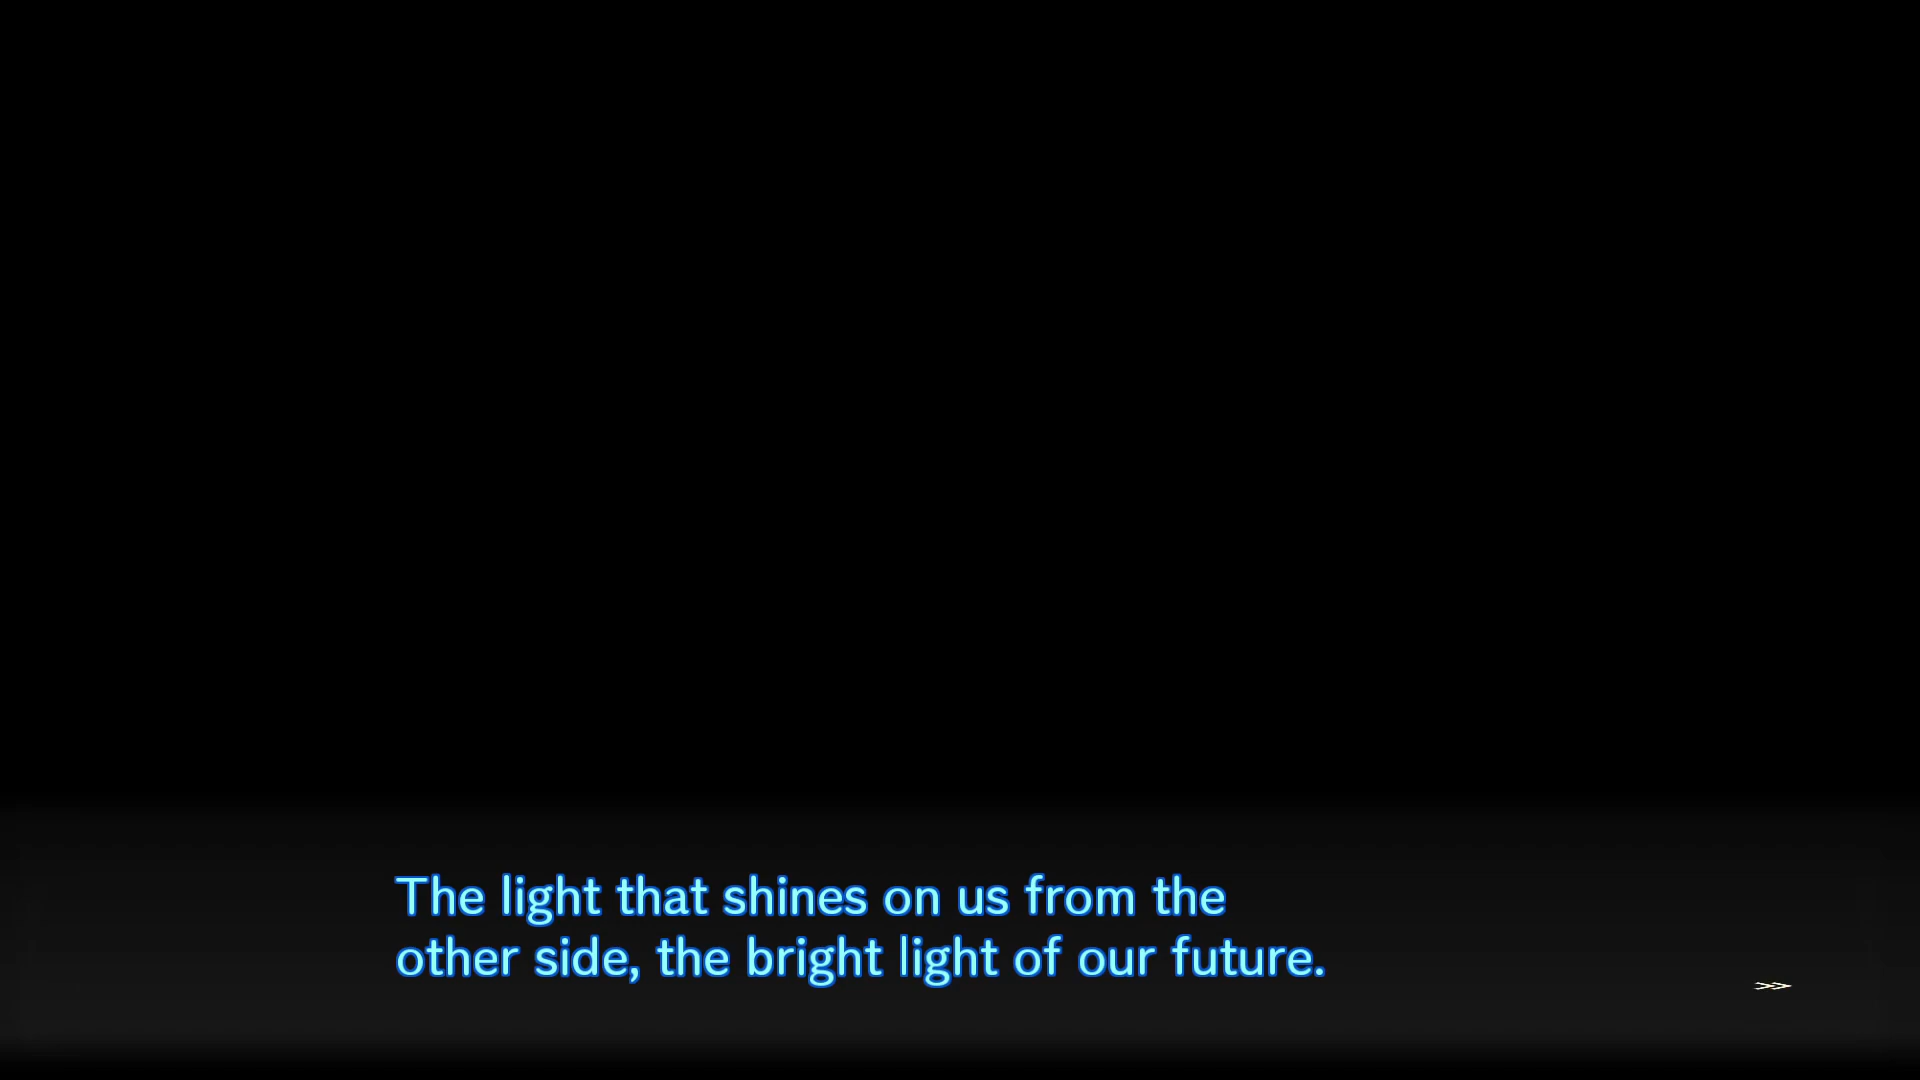 The light that shines on us from the
other side, the bright light of our future.